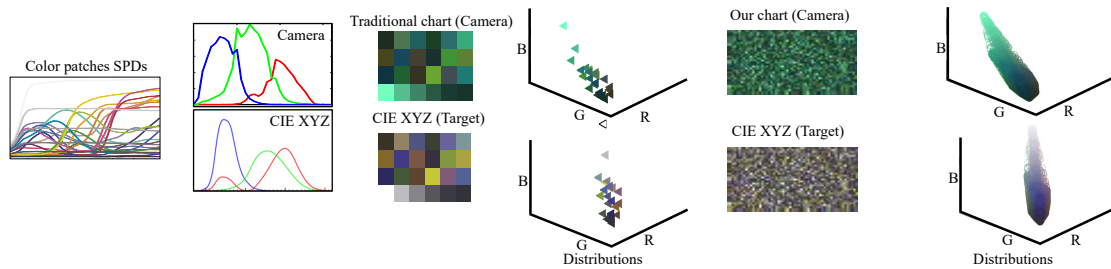 Color patches SPDs
Camera
CIE XYZ
Traditional chart (Camera)
CIE XYZ (Target)
B
G
R
B
G
R
Distributions
Our chart (Camera)
CIE XYZ (Target)
B
G
R
B
G
R
Distributions